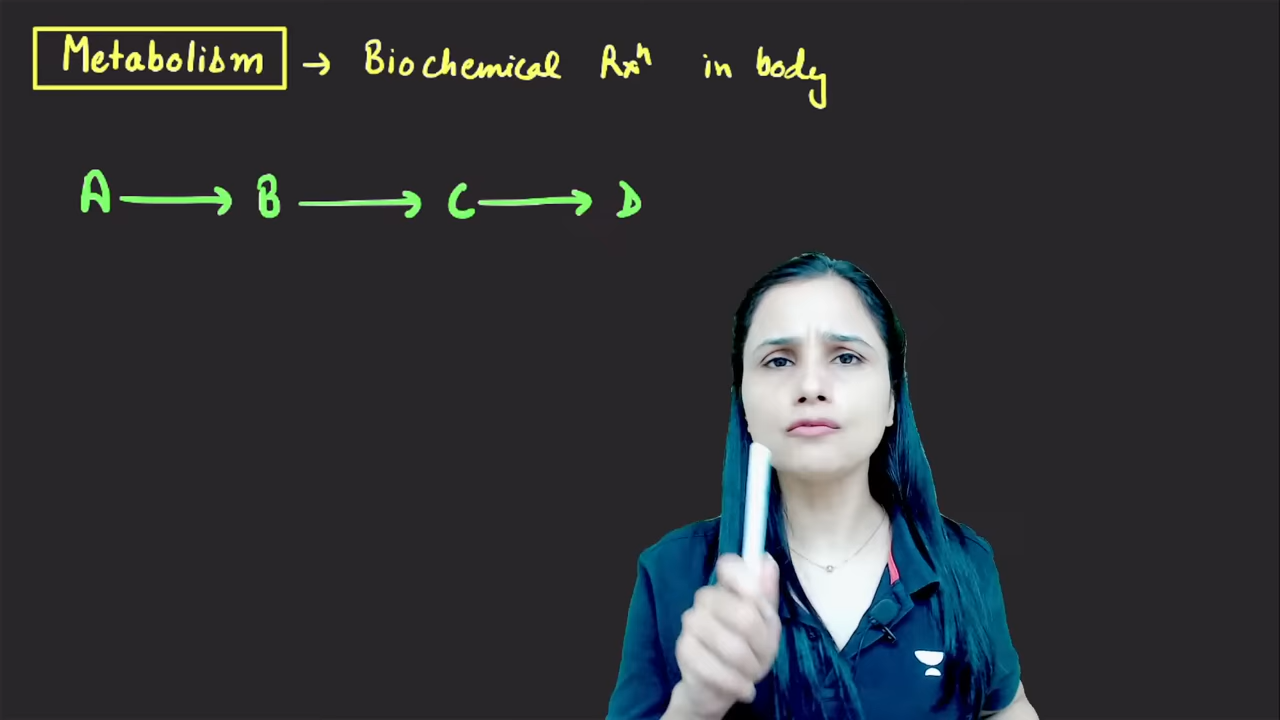 Metabolism → Biochemical Rxⁿ in body
A → B → C → D